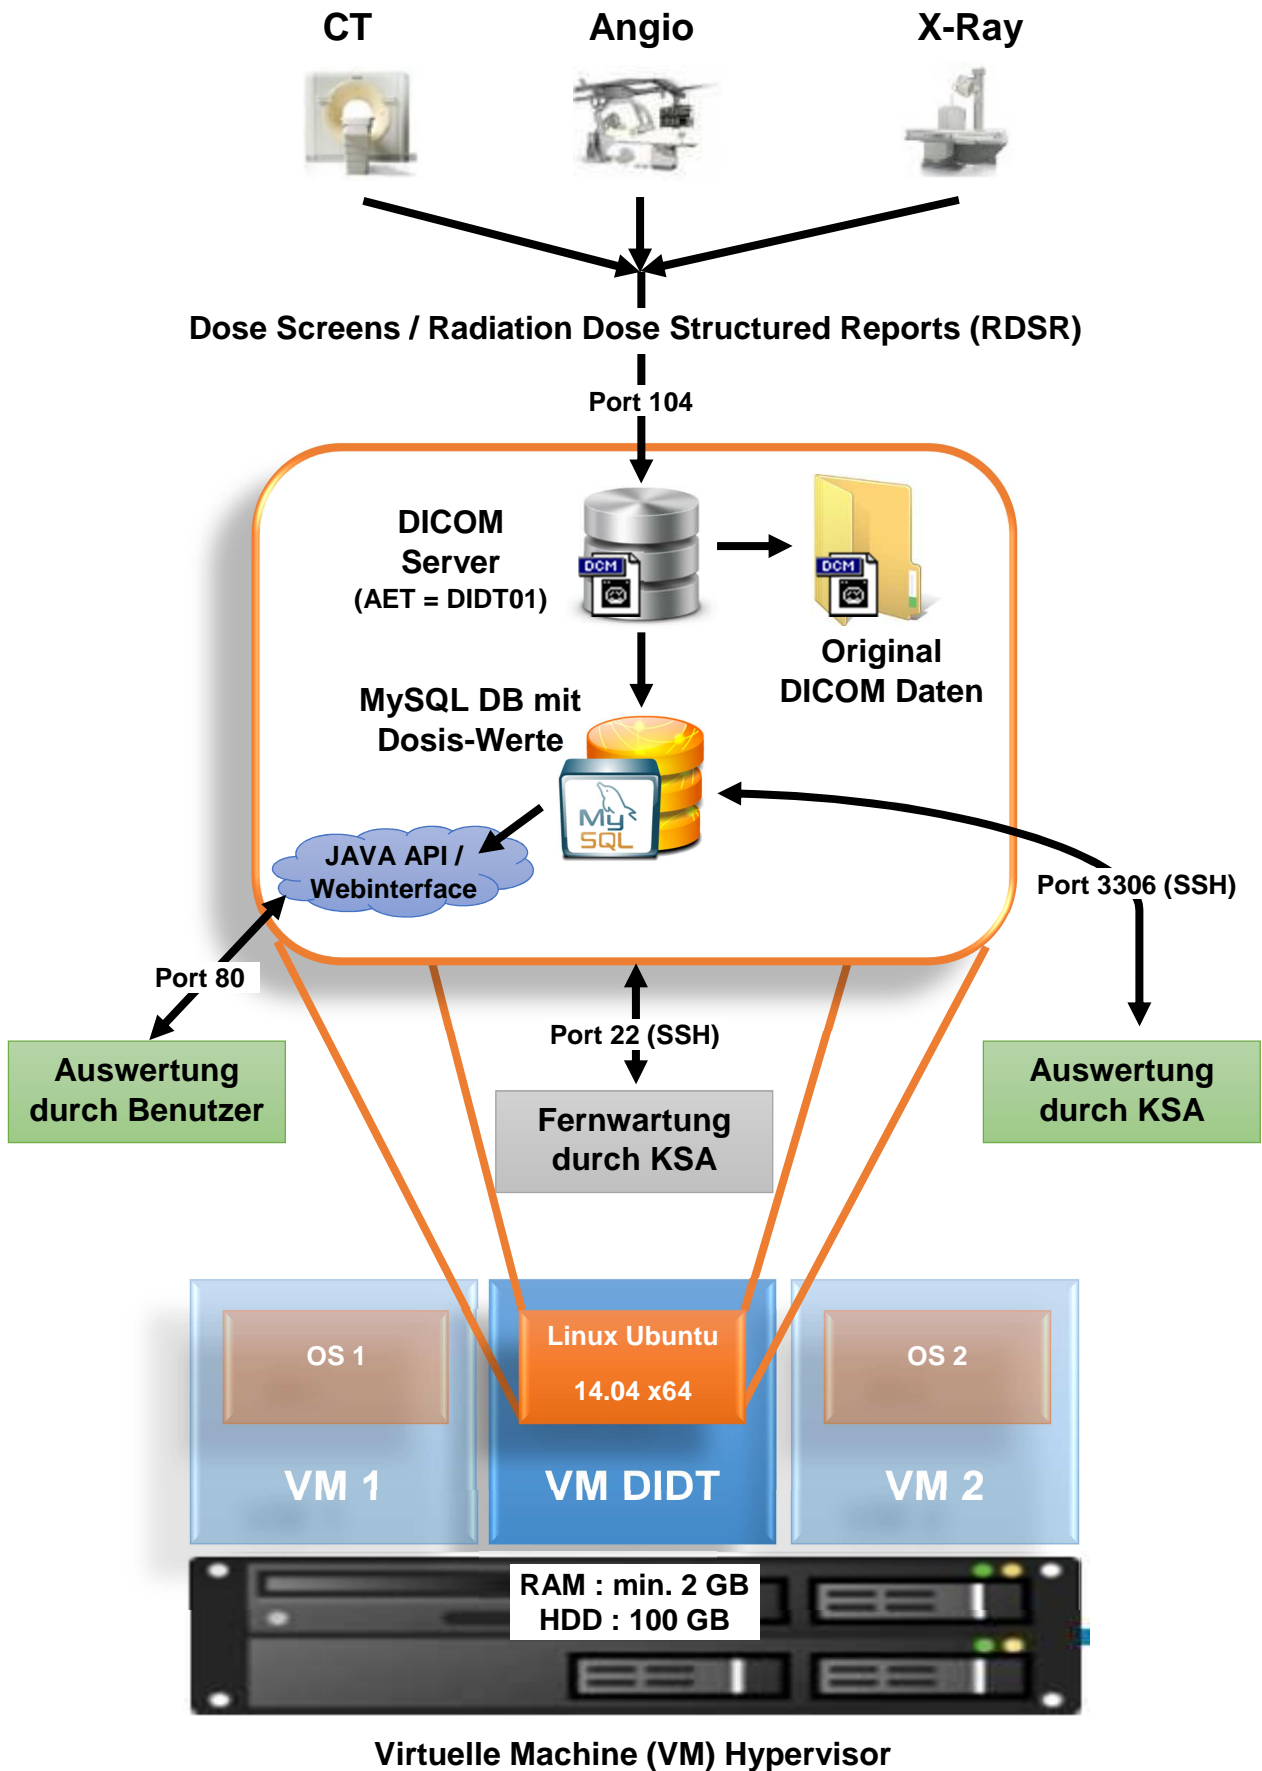 CT
Angio
X-Ray
Dose Screens / Radiation Dose Structured Reports (RDSR)
Port 104
DICOM
Server
(AET = DIDT01)
DCM
DCM
Original
DICOM Daten
MySQL DB mit
Dosis-Werte
My
SQL
JAVA API /
Webinterface
Port 3306 (SSH)
Port 80
Port 22 (SSH)
Auswertung
durch Benutzer
Fernwartung
durch KSA
Auswertung
durch KSA
OS 1
Linux Ubuntu
14.04 x64
OS 2
VM 1
VM DIDT
VM 2
RAM : min. 2 GB
HDD : 100 GB
Virtuelle Machine (VM) Hypervisor